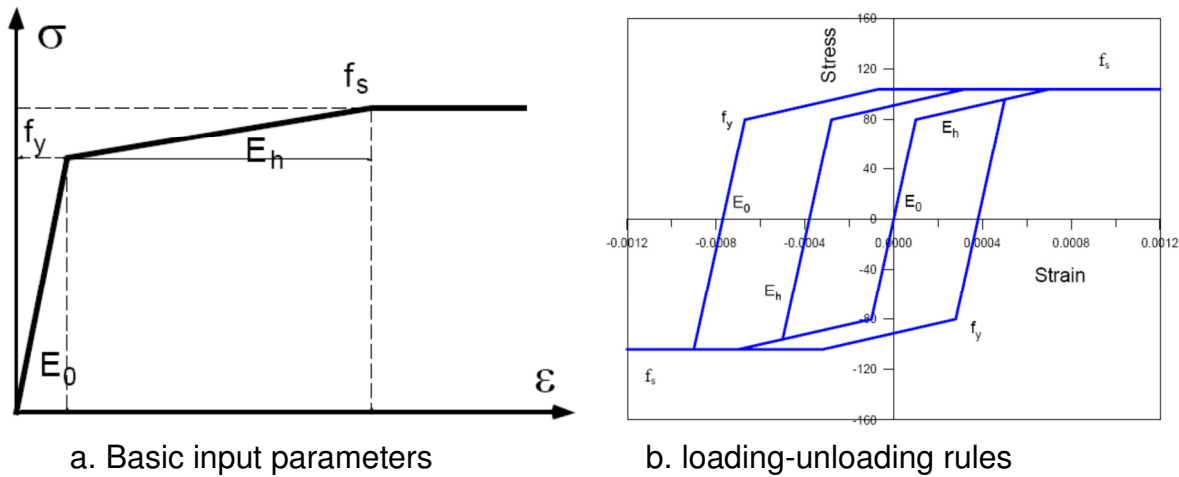 σ
f_s
f_y
E_h
E_0
ε
a. Basic input parameters
Stress
160
120
80
40
0
-40
-80
-120
-160
-0.0012
-0.0008
-0.0004
0.0000
0.0004
0.0008
0.0012
Strain
f_s
f_y
E_h
E_0
E_0
E_h
f_y
f_s
b. loading-unloading rules